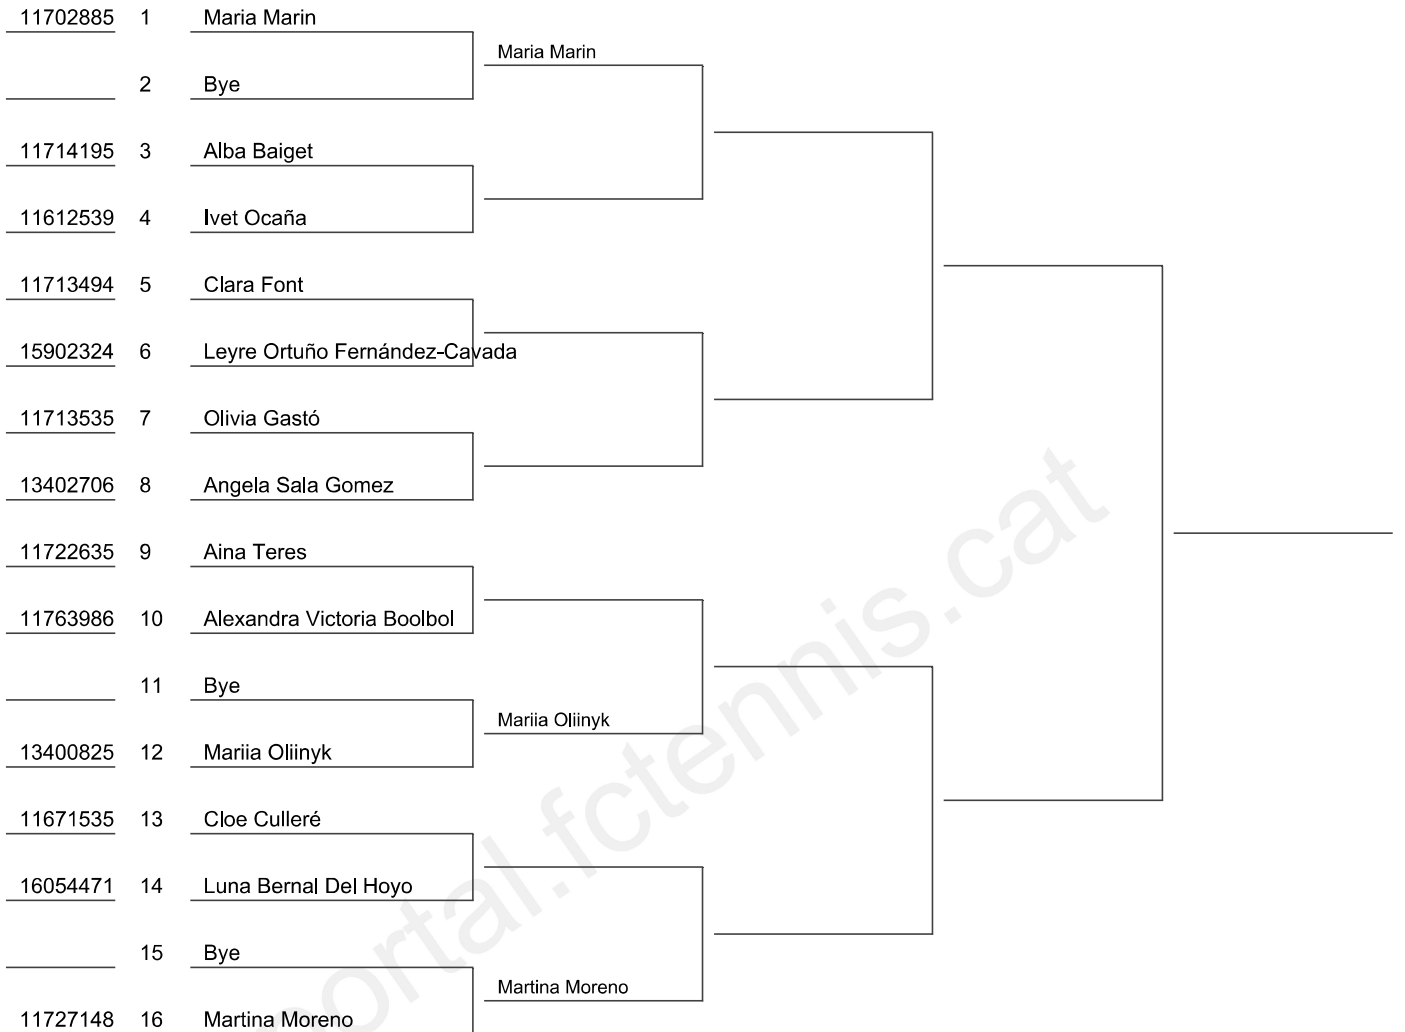 11702885 1 Maria Marin
Maria Marin
2 Bye
11714195 3 Alba Baiget
11612539 4 Ivet Ocaña
11713494 5 Clara Font
15902324 6 Leyre Ortuño Fernández-Cavada
11713535 7 Olivia Gastó
13402706 8 Angela Sala Gomez
11722635 9 Aina Teres
11763986 10 Alexandra Victoria Boolbol
11 Bye
Mariia Oliinyk
13400825 12 Mariia Oliinyk
11671535 13 Cloe Culleré
16054471 14 Luna Bernal Del Hoyo
15 Bye
Martina Moreno
11727148 16 Martina Moreno
portal.fctennis.cat